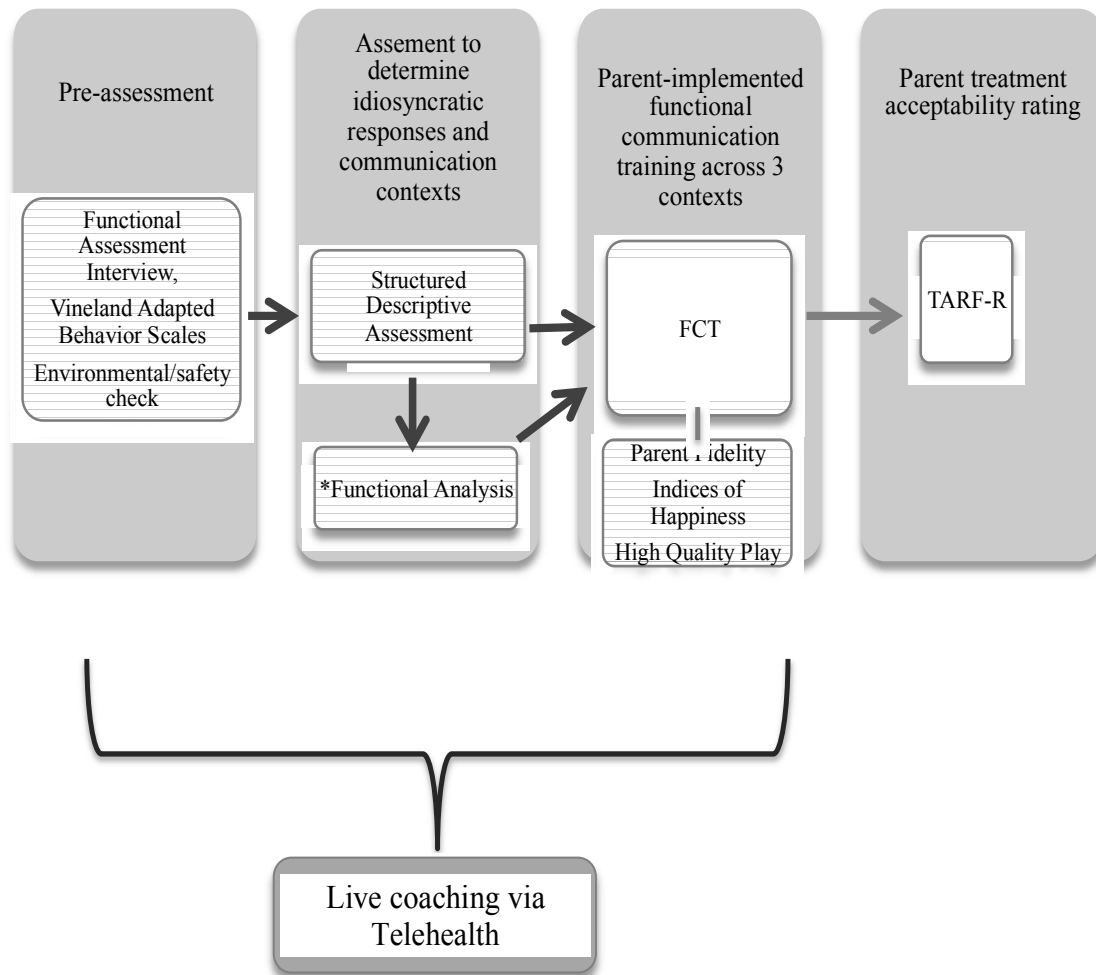 Pre-assessment
Functional
Assessment
Interview,
Vineland Adapted
Behavior Scales
Environmental/safety
check
Assement to
determine
idiosyncratic
responses and
communication
contexts
Structured
Descriptive
Assessment
*Functional Analysis
Parent-implemented
functional
communication
training across 3
contexts
FCT
Parent Fidelity
Indices of
Happiness
High Quality Play
Parent treatment
acceptability rating
TARF-R
Live coaching via
Telehealth